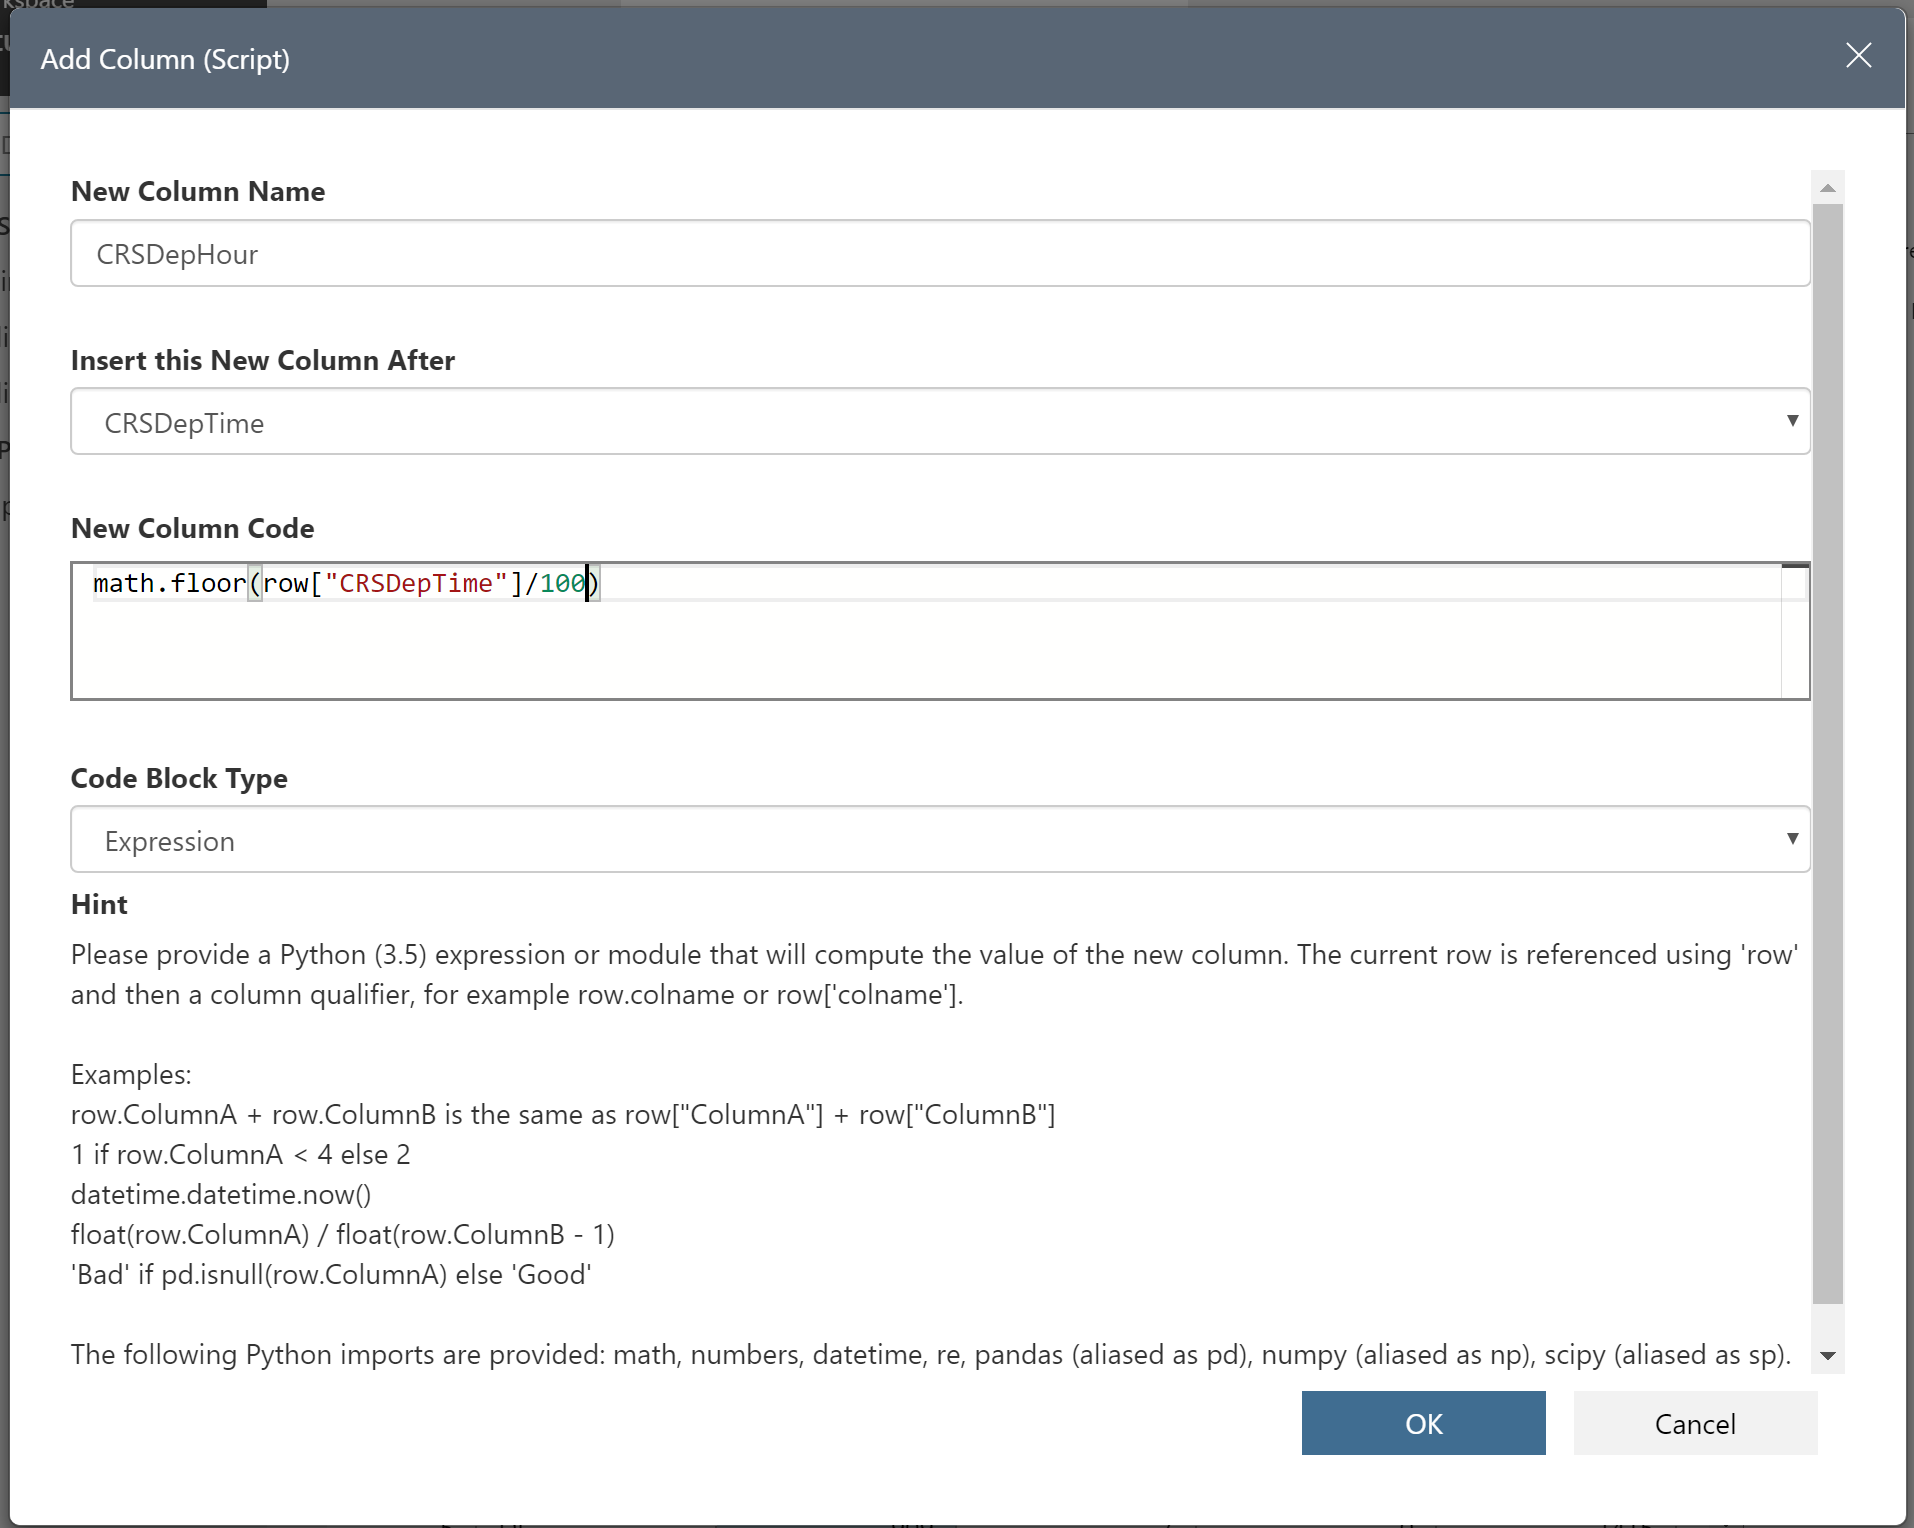 kspace
Add Column (Script)
New Column Name
CRSDepHour
Insert this New Column After
CRSDepTime
New Column Code
math.floor(row["CRSDepTime"]/100)
Code Block Type
Expression
Hint
Please provide a Python (3.5) expression or module that will compute the value of the new column. The current row is referenced using 'row'
and then a column qualifier, for example row.colname or row['colname'].
Examples:
row.ColumnA + row.ColumnB is the same as row["ColumnA"] + row["ColumnB"]
1 if row.ColumnA < 4 else 2
datetime.datetime.now()
float(row.ColumnA) / float(row.ColumnB - 1)
'Bad' if pd.isnull(row.ColumnA) else 'Good'
The following Python imports are provided: math, numbers, datetime, re, pandas (aliased as pd), numpy (aliased as np), scipy (aliased as sp).
OK
Cancel